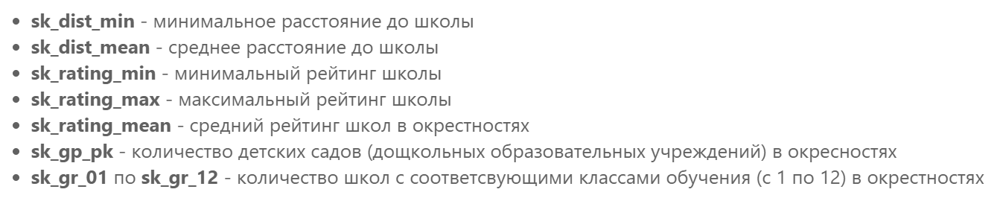 • sk_dist_min - минимальное расстояние до школы
• sk_dist_mean - среднее расстояние до школы
• sk_rating_min - минимальный рейтинг школы
• sk_rating_max - максимальный рейтинг школы
• sk_rating_mean - средний рейтинг школ в окрестностях
• sk_gp_pk - количество детских садов (дощкольных образовательных учреждений) в окресностях
• sk_gr_01 по sk_gr_12 - количество школ с соответсвующими классами обучения (с 1 по 12) в окрестностях